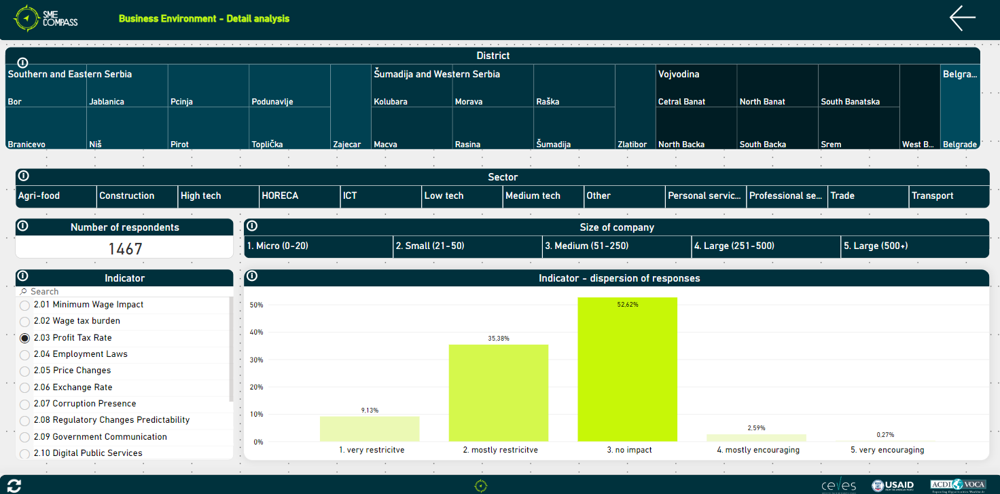 SME
COMPASS
Business Environment - Detail analysis
District
Southern and Eastern Serbia
Šumadija and Western Serbia
Vojvodina
Belgra...
Bor
Jablanica
Pcinja
Podunavlje
Kolubara
Morava
Raška
Cetral Banat
North Banat
South Banatska
Branicevo
Niš
Pirot
Toplička
Zajecar
Macva
Rasina
Šumadija
Zlatibor
North Backa
South Backa
Srem
West B...
Belgrade
Sector
Agri-food
Construction
High tech
HORECA
ICT
Low tech
Medium tech
Other
Personal servic...
Professional se...
Trade
Transport
Number of respondents
1467
Size of company
1. Micro (0-20)
2. Small (21-50)
3. Medium (51-250)
4. Large (251-500)
5. Large (500+)
Indicator
Search
2.01 Minimum Wage Impact
2.02 Wage tax burden
2.03 Profit Tax Rate
2.04 Employment Laws
2.05 Price Changes
2.06 Exchange Rate
2.07 Corruption Presence
2.08 Regulatory Changes Predictability
2.09 Government Communication
2.10 Digital Public Services
Indicator - dispersion of responses
50%
40%
30%
20%
10%
0%
9,13%
35,38%
52,62%
2,59%
0,27%
1. very restricitve
2. mostly restricitve
3. no impact
4. mostly encouraging
5. very encouraging
ceves
USAID
FROM THE AMERICAN PEOPLE
ACDI VOCA
Expanding Opportunities Worldwide